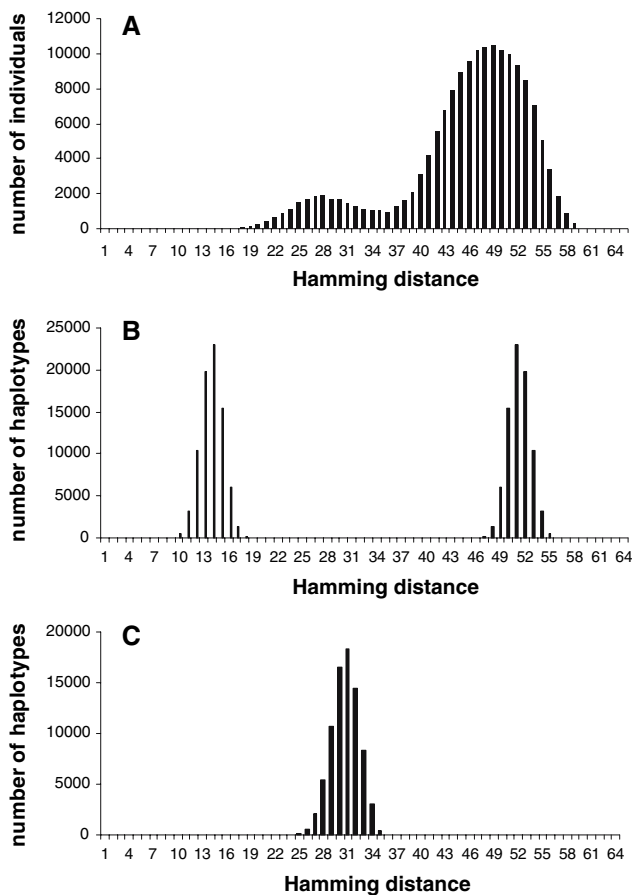 A
number of individuals
12000
10000
8000
6000
4000
2000
0
1 4 7 10 13 16 19 22 25 28 31 34 37 40 43 46 49 52 55 58 61 64
Hamming distance
B
number of haplotypes
25000
20000
15000
10000
5000
0
1 4 7 10 13 16 19 22 25 28 31 34 37 40 43 46 49 52 55 58 61 64
Hamming distance
C
number of haplotypes
20000
15000
10000
5000
0
1 4 7 10 13 16 19 22 25 28 31 34 37 40 43 46 49 52 55 58 61 64
Hamming distance